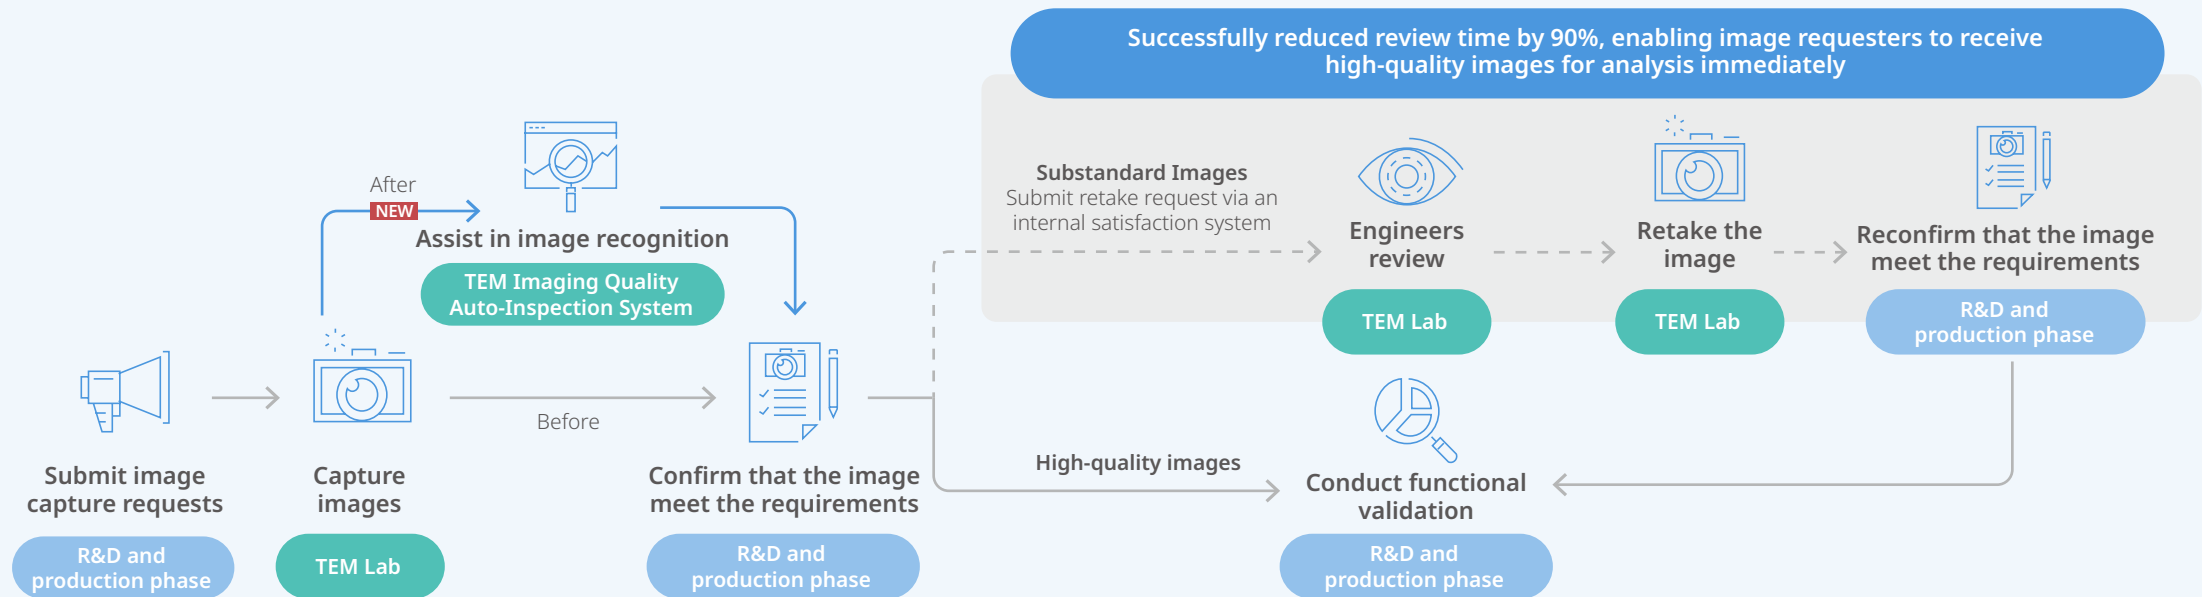 Successfully reduced review time by 90%, enabling image requesters to receive
high-quality images for analysis immediately
After
NEW
Assist in image recognition
TEM Imaging Quality
Auto-Inspection System
Substandard Images
Submit retake request via an
internal satisfaction system
Engineers
review
TEM Lab
Retake the
image
TEM Lab
Reconfirm that the image
meet the requirements
R&D and
production phase
Submit image
capture requests
R&D and
production phase
Capture
images
TEM Lab
Before
Confirm that the image
meet the requirements
R&D and
production phase
High-quality images
Conduct functional
validation
R&D and
production phase